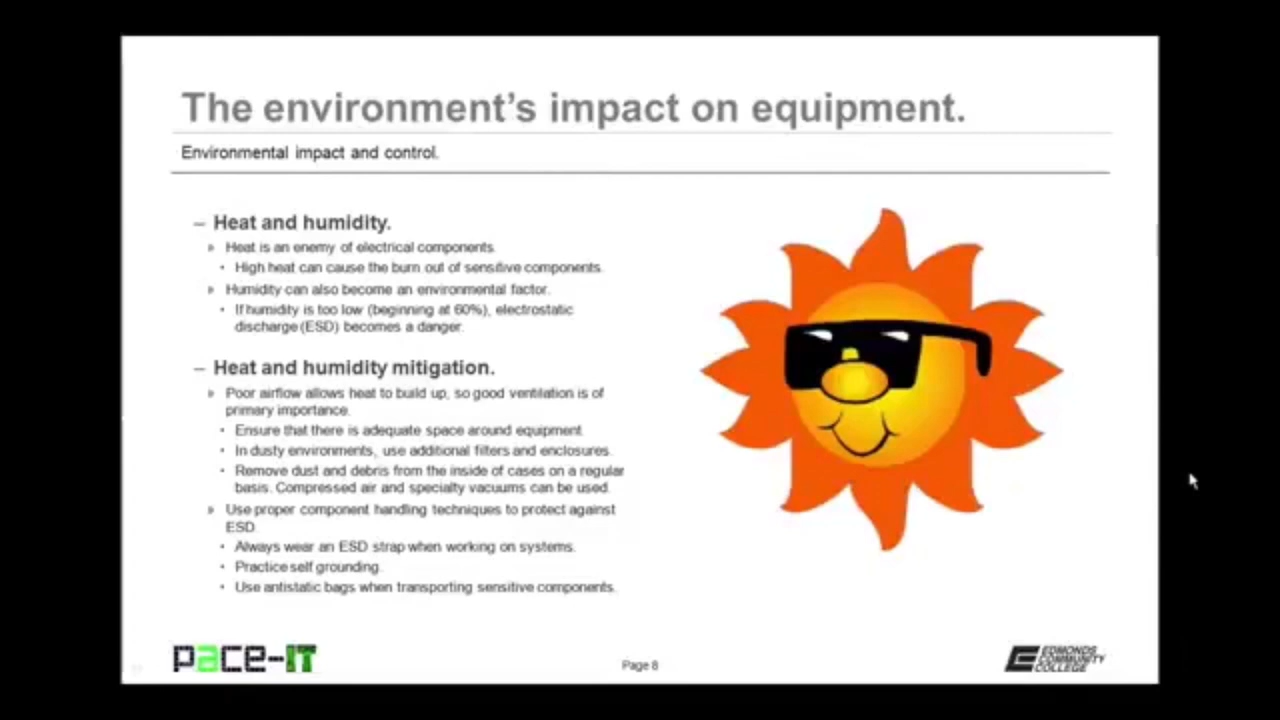 The environment's impact on equipment.
Environmental impact and control.
– Heat and humidity.
» Heat is an enemy of electrical components.
• High heat can cause the burn out of sensitive components.
» Humidity can also become an environmental factor.
• If humidity is too low (beginning at 60%), electrostatic
discharge (ESD) becomes a danger.
– Heat and humidity mitigation.
» Poor airflow allows heat to build up, so good ventilation is of
primary importance.
• Ensure that there is adequate space around equipment.
• In dusty environments, use additional filters and enclosures.
• Remove dust and debris from the inside of cases on a regular
basis. Compressed air and specialty vacuums can be used.
» Use proper component handling techniques to protect against
ESD.
• Always wear an ESD strap when working on systems.
• Practice self grounding.
• Use antistatic bags when transporting sensitive components.
pace-IT
Page 8
EDMONDS
COMMUNITY
COLLEGE